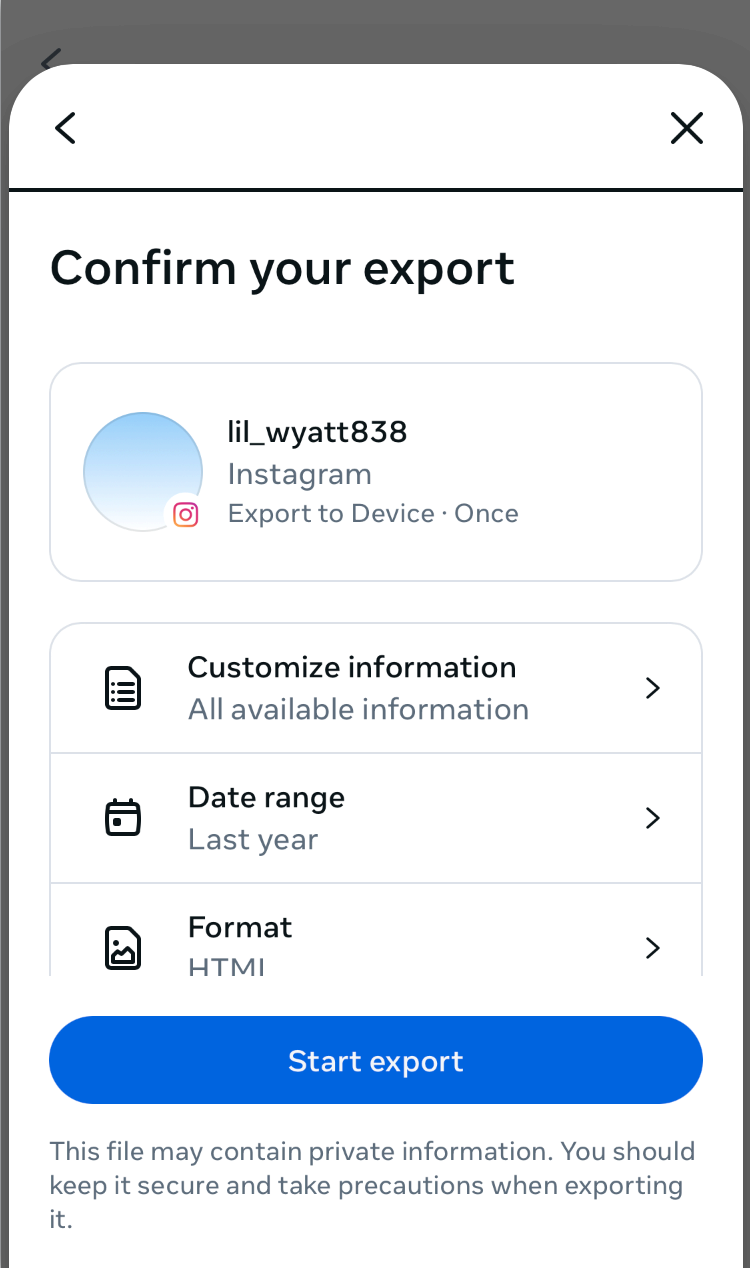 Confirm your export
lil_wyatt838
Instagram
Export to Device · Once
Customize information
All available information
Date range
Last year
Format
HTML
Start export
This file may contain private information. You should
keep it secure and take precautions when exporting
it.